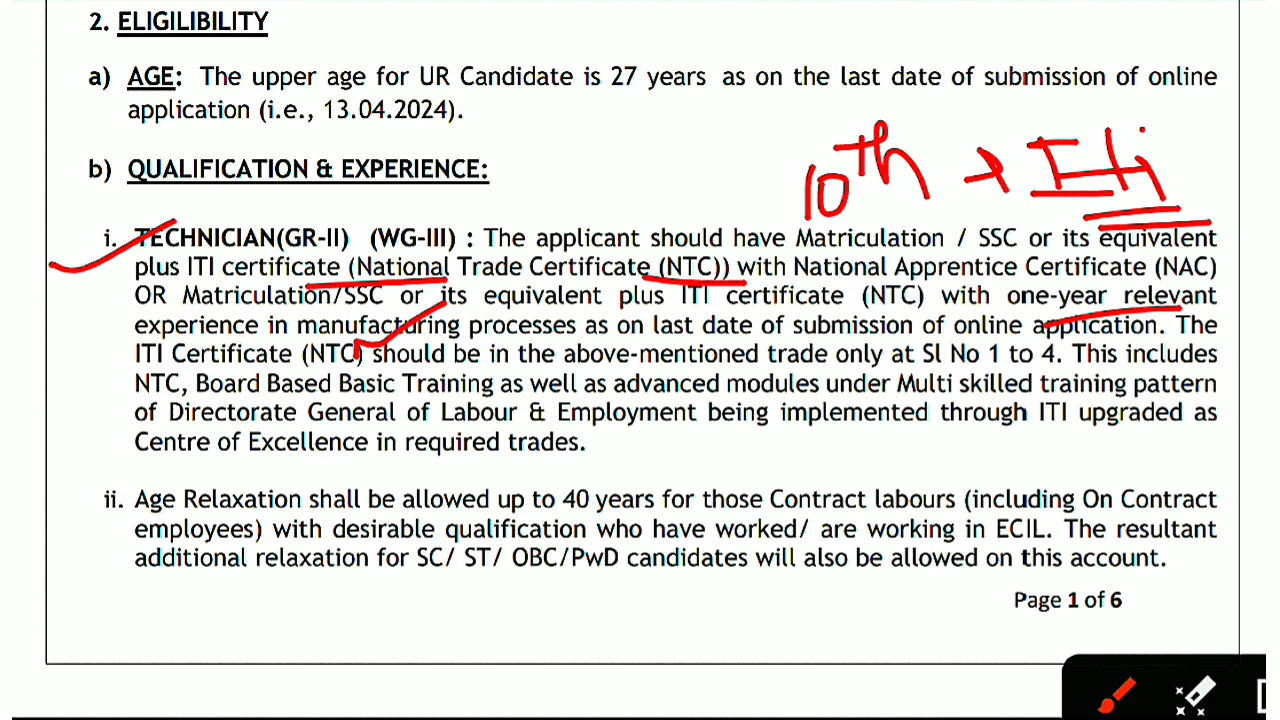 2. ELIGILIBILITY
a) AGE: The upper age for UR Candidate is 27 years as on the last date of submission of online
application (i.e., 13.04.2024).
10th → Iti
b) QUALIFICATION & EXPERIENCE:
i. TECHNICIAN(GR-II) (WG-III) : The applicant should have Matriculation / SSC or its equivalent
plus ITI certificate (National Trade Certificate (NTC)) with National Apprentice Certificate (NAC)
OR Matriculation/SSC or its equivalent plus ITI certificate (NTC) with one-year relevant
experience in manufacturing processes as on last date of submission of online application. The
ITI Certificate (NTC) should be in the above-mentioned trade only at Sl No 1 to 4. This includes
NTC, Board Based Basic Training as well as advanced modules under Multi skilled training pattern
of Directorate General of Labour & Employment being implemented through ITI upgraded as
Centre of Excellence in required trades.
ii. Age Relaxation shall be allowed up to 40 years for those Contract labours (including On Contract
employees) with desirable qualification who have worked/ are working in ECIL. The resultant
additional relaxation for SC/ ST/ OBC/PwD candidates will also be allowed on this account.
Page 1 of 6